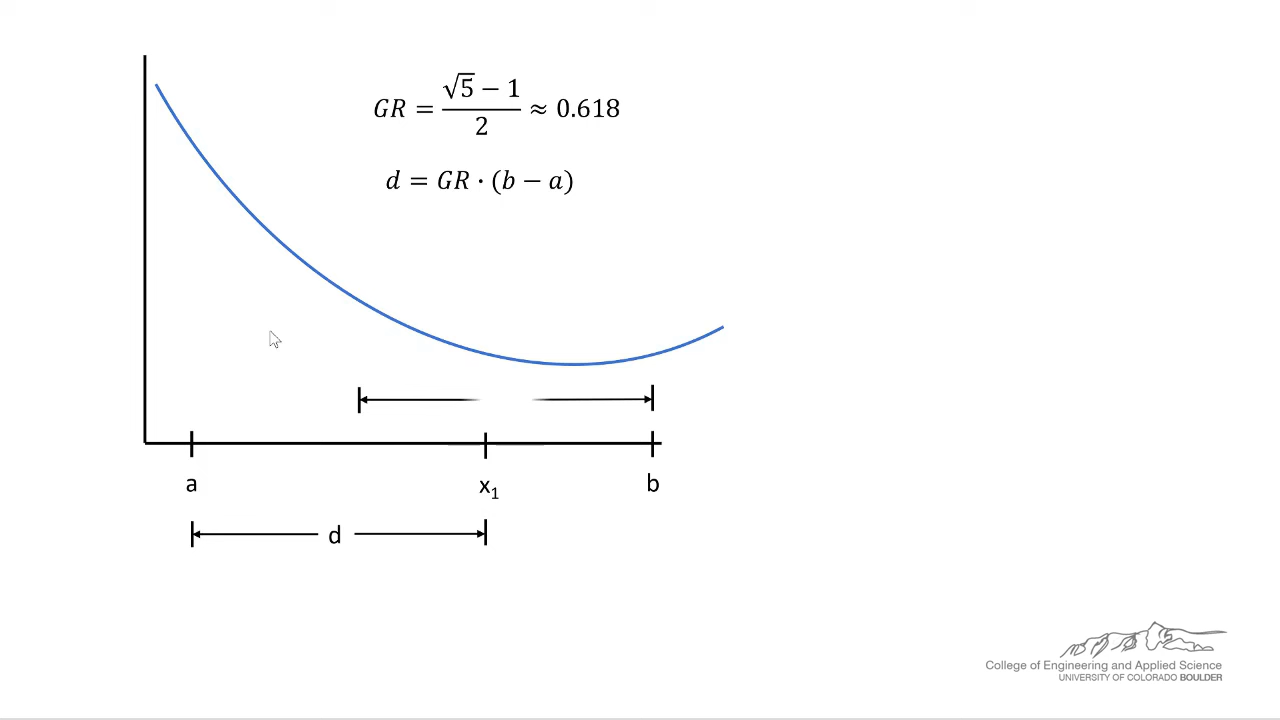 GR = (√5 − 1)/2 ≈ 0.618
d = GR · (b − a)
a x₁ b
d
College of Engineering and Applied Science
UNIVERSITY OF COLORADO BOULDER